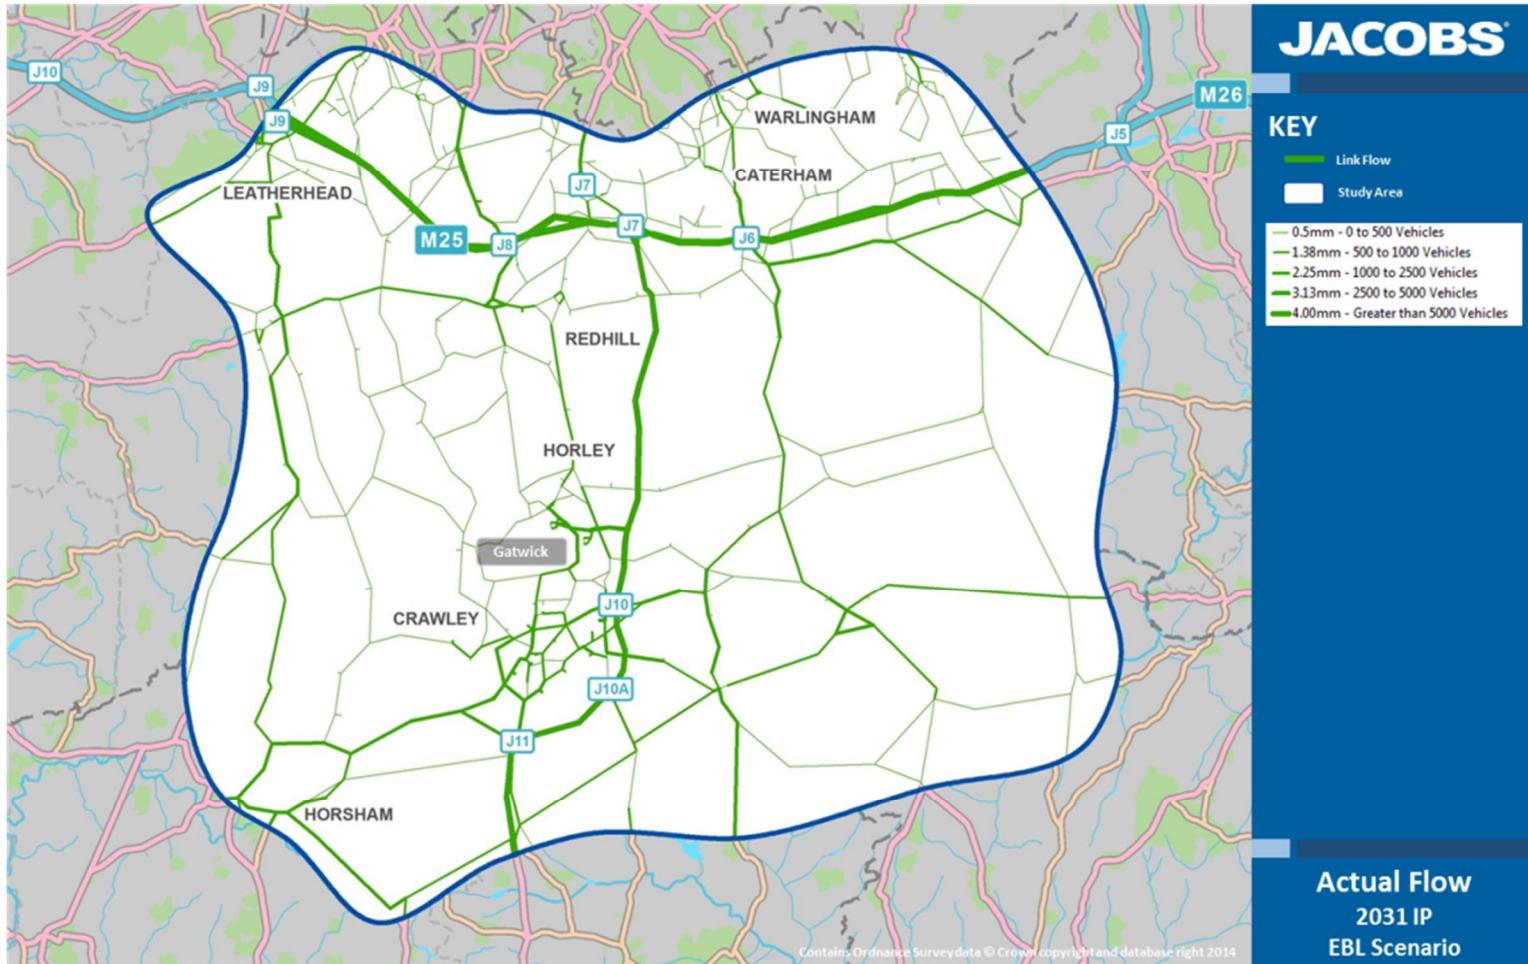 JACOBS
J10
J9
J9
WARLINGHAM
M26
J5
KEY
Link Flow
Study Area
LEATHERHEAD
CATERHAM
J7
J7
M25
J8
J6
0.5mm - 0 to 500 Vehicles
1.38mm - 500 to 1000 Vehicles
2.25mm - 1000 to 2500 Vehicles
3.13mm - 2500 to 5000 Vehicles
4.00mm - Greater than 5000 Vehicles
REDHILL
HORLEY
Gatwick
CRAWLEY
J10
J10A
J11
HORSHAM
Actual Flow
2031 IP
EBL Scenario
Contains Ordnance Survey data © Crown copyright and database right 2014